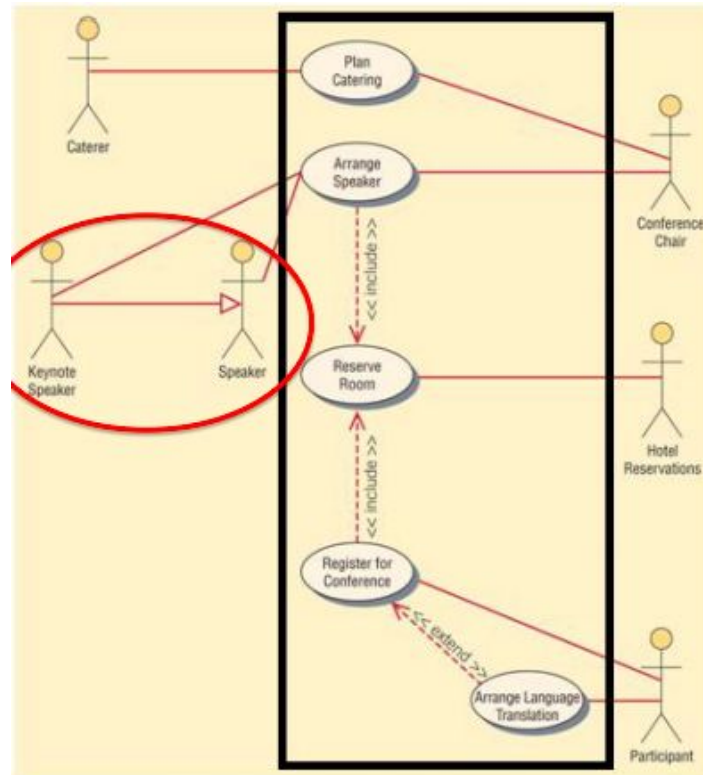 Plan
Catering
Caterer
Arrange
Speaker
Conference
Chair
<< include >>
Keynote
Speaker
Speaker
Reserve
Room
Hotel
Reservations
<< include >>
Register for
Conference
<< extend >>
Arrange Language
Translation
Participant